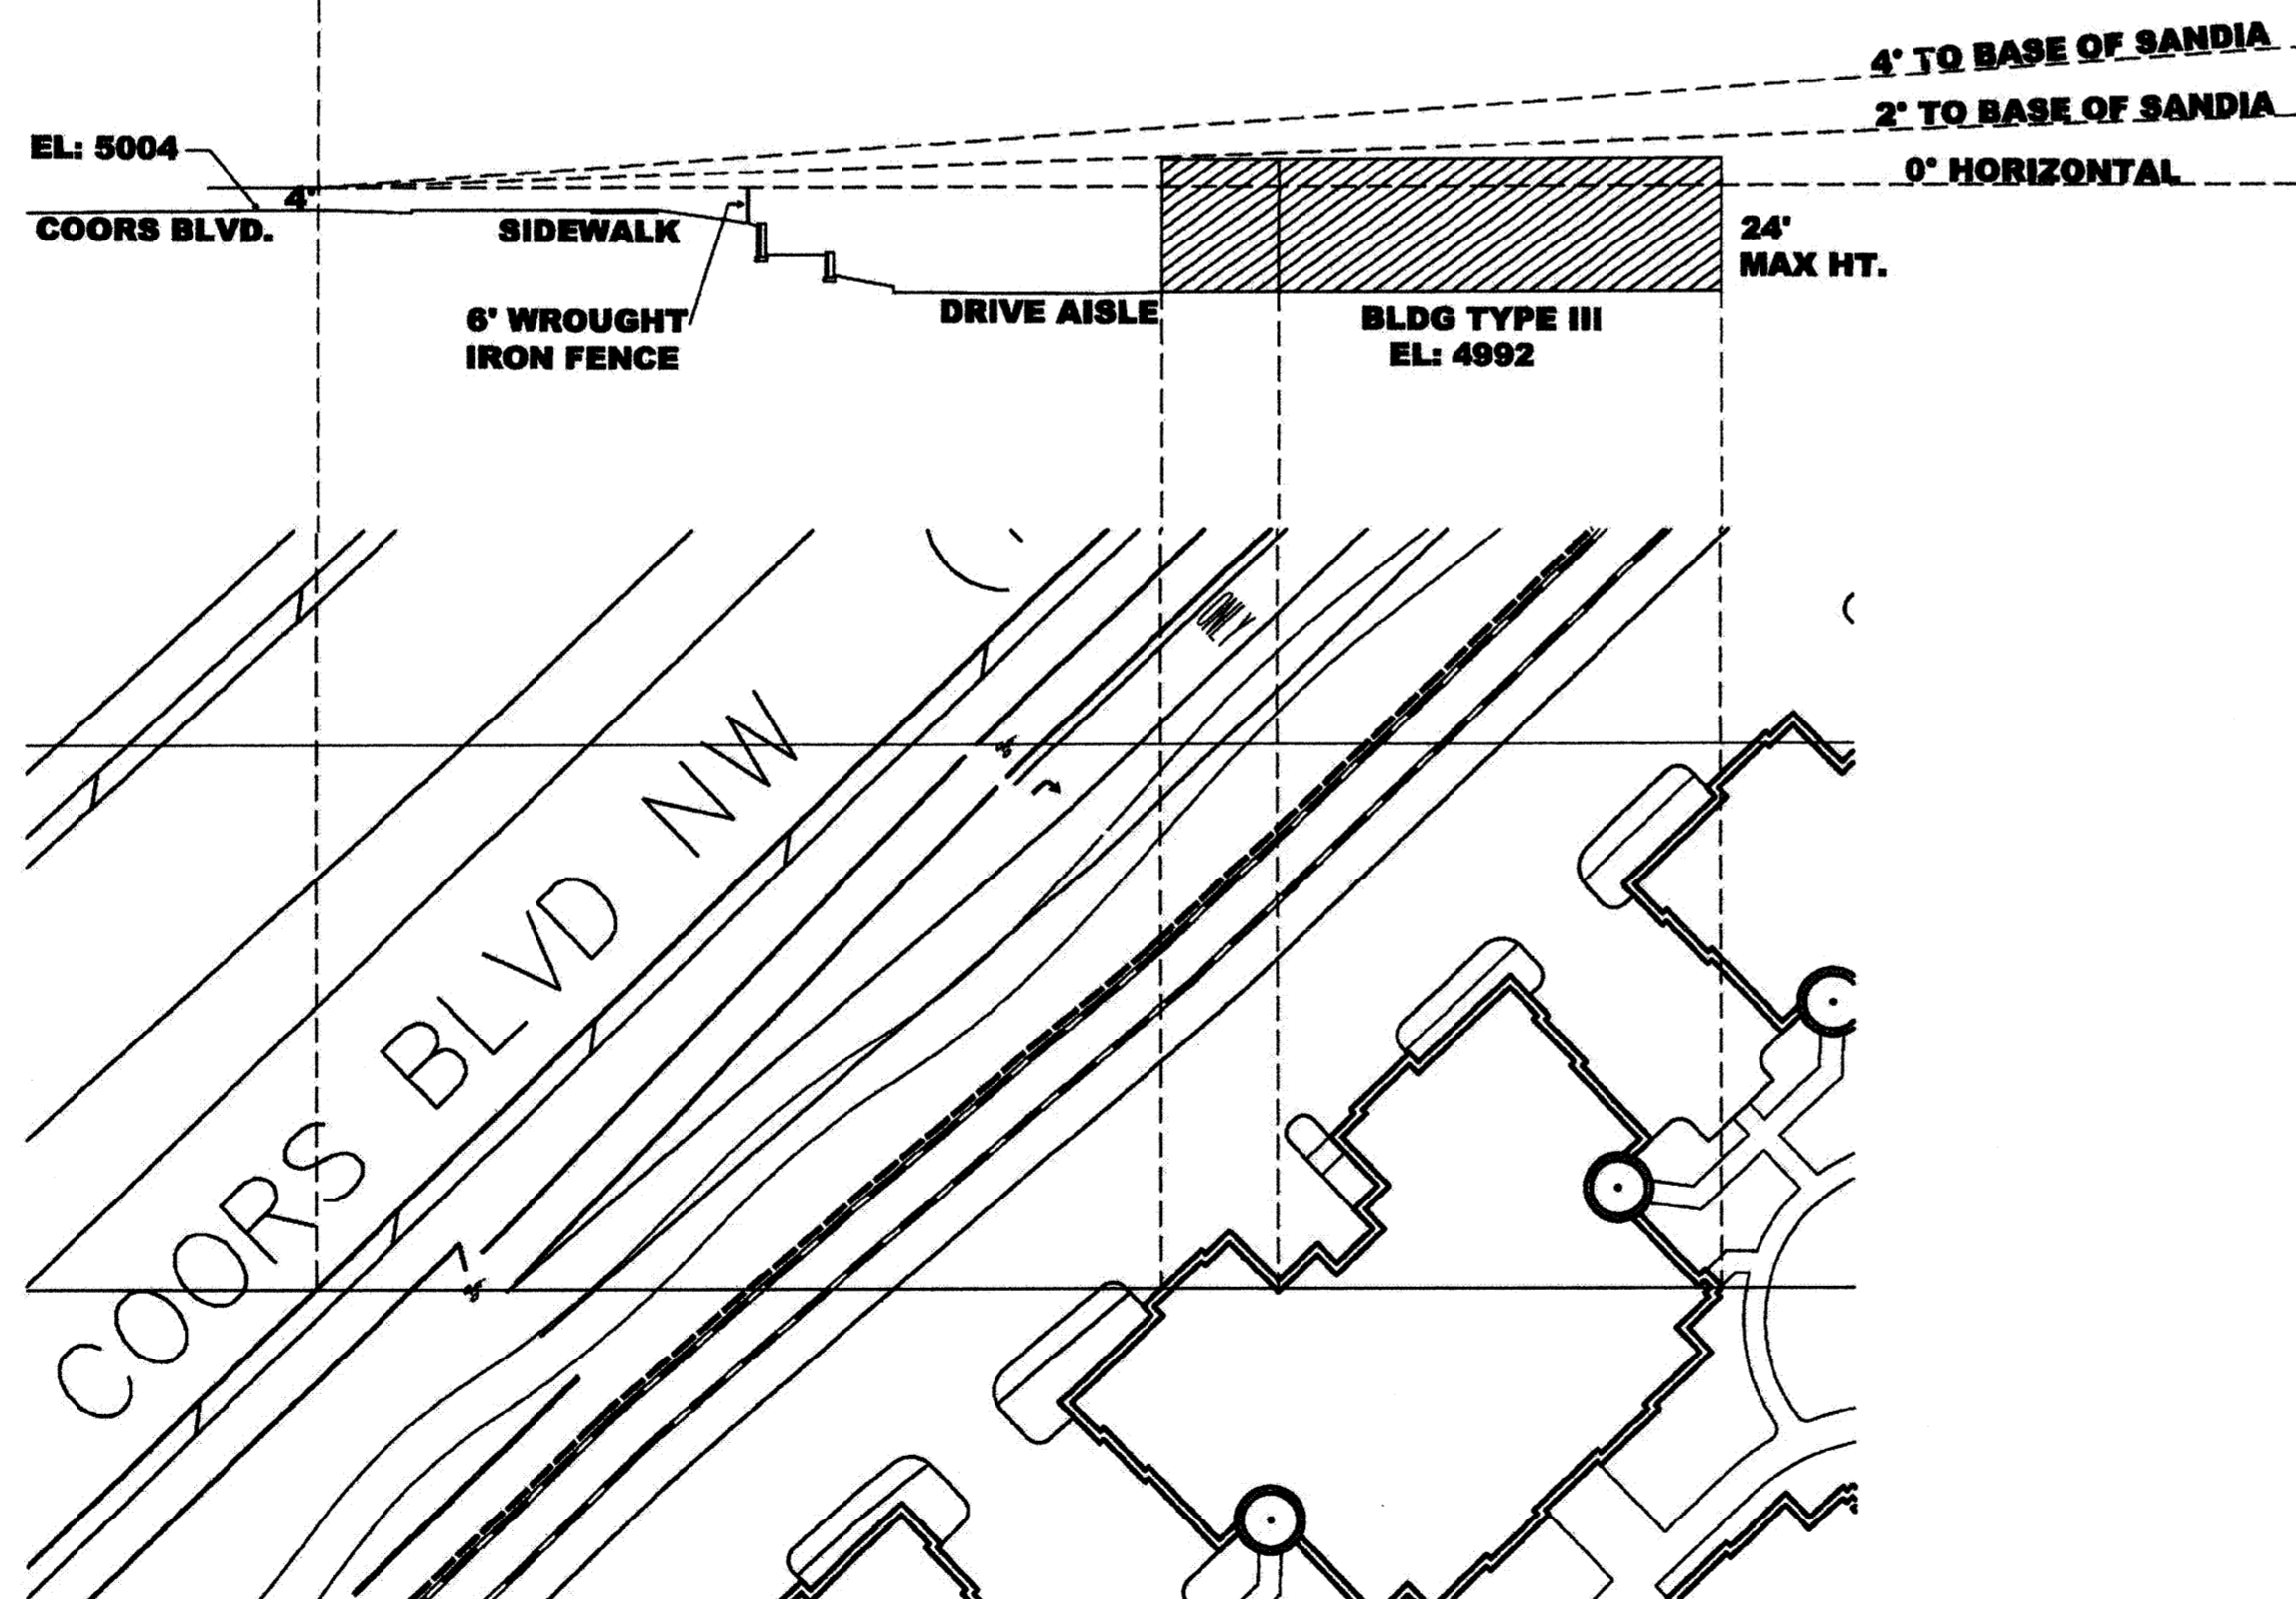 4° TO BASE OF SANDIA
2° TO BASE OF SANDIA
EL: 5004
0° HORIZONTAL
4'
COORS BLVD.
SIDEWALK
24'
MAX HT.
6' WROUGHT
IRON FENCE
DRIVE AISLE
BLDG TYPE III
EL: 4992
ONLY
COORS BLVD NW